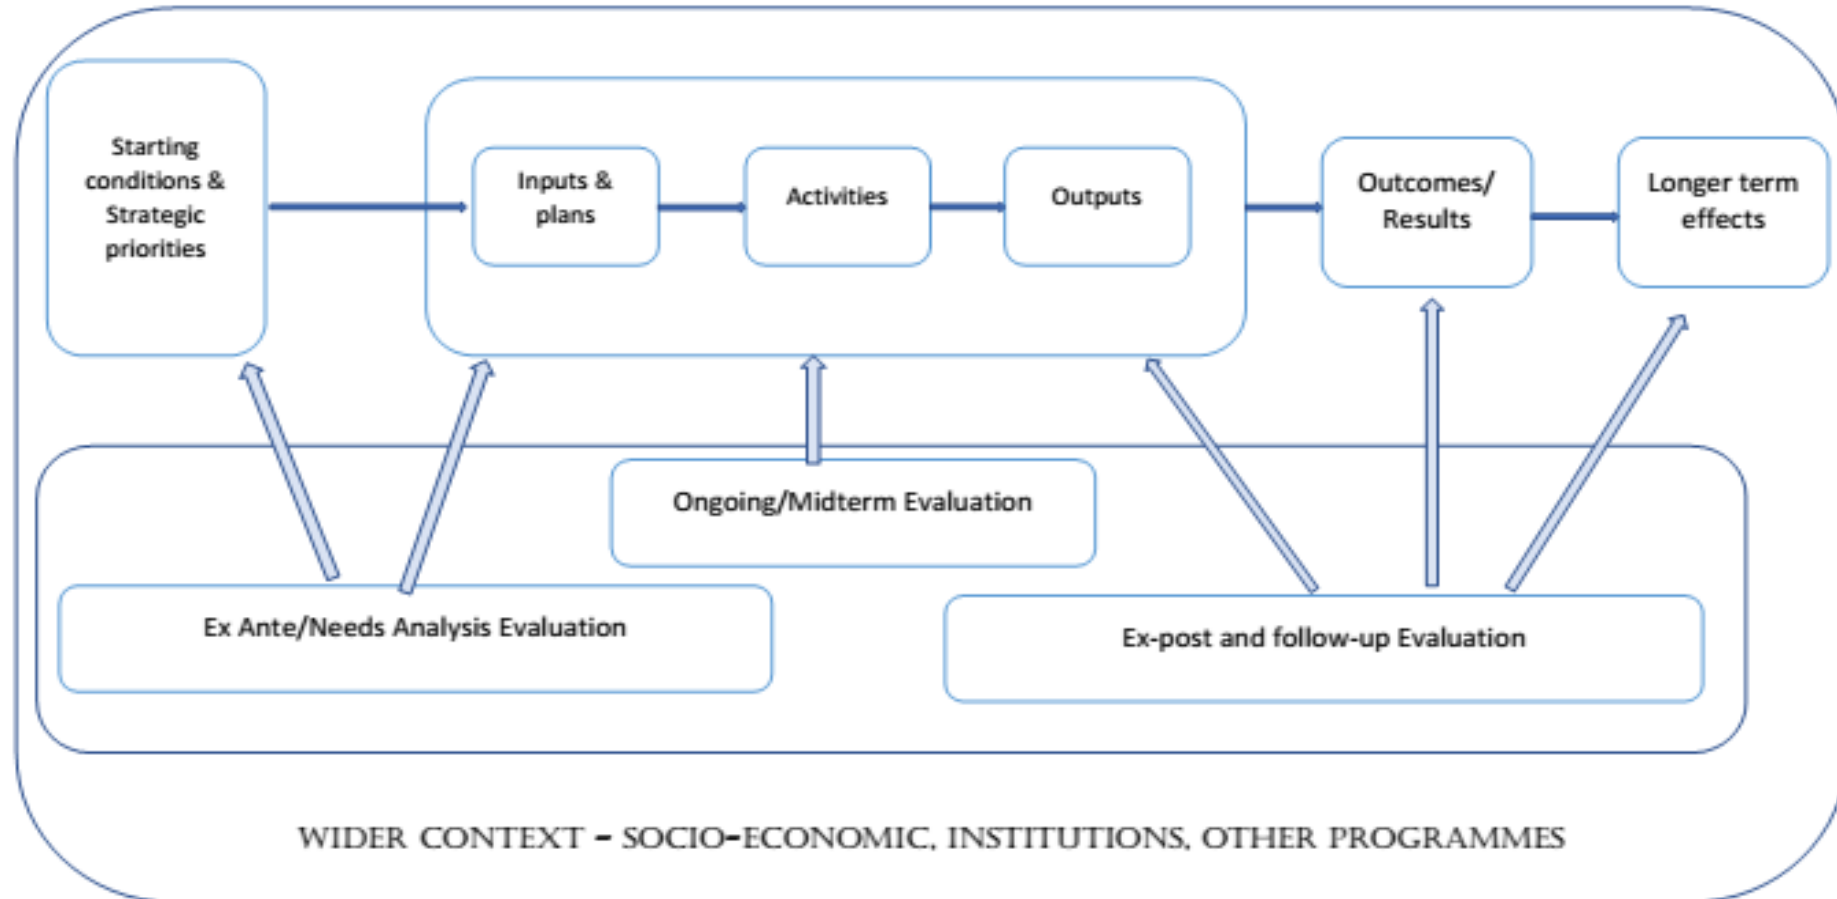 Starting
conditions &
Strategic
priorities
Inputs &
plans
Activities
Outputs
Outcomes/
Results
Longer term
effects
Ongoing/Midterm Evaluation
Ex Ante/Needs Analysis Evaluation
Ex-post and follow-up Evaluation
WIDER CONTEXT – SOCIO-ECONOMIC, INSTITUTIONS, OTHER PROGRAMMES